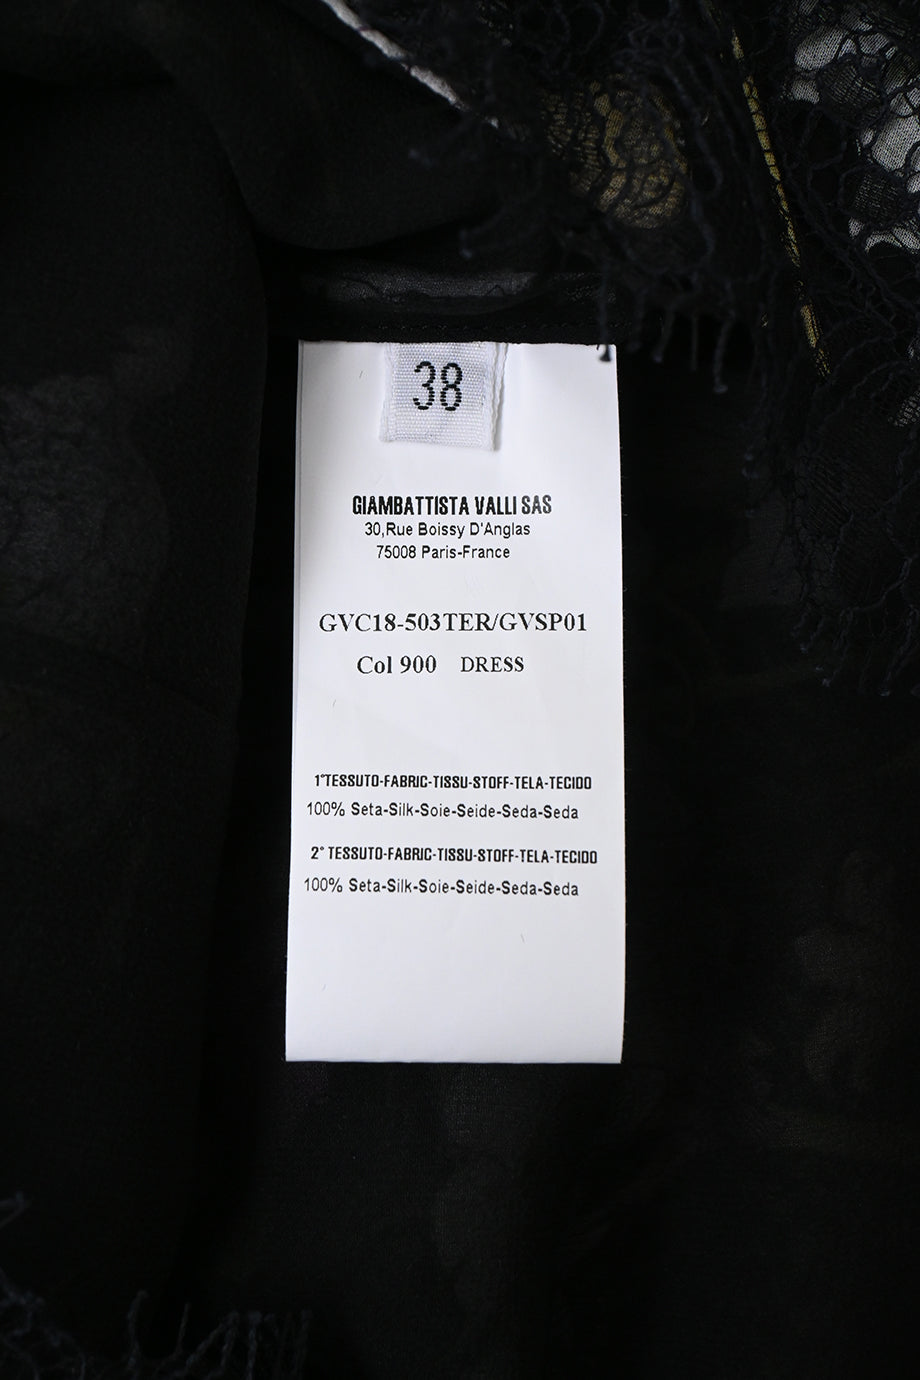 38
GIAMBATTISTA VALLI SAS
30,Rue Boissy D'Anglas
75008 Paris-France
GVC18-503TER/GVSP01
Col 900 DRESS
1°TESSUTO-FABRIC-TISSU-STOFF-TELA-TECIDO
100% Seta-Silk-Soie-Seide-Seda-Seda
2° TESSUTO-FABRIC-TISSU-STOFF-TELA-TECIDO
100% Seta-Silk-Soie-Seide-Seda-Seda